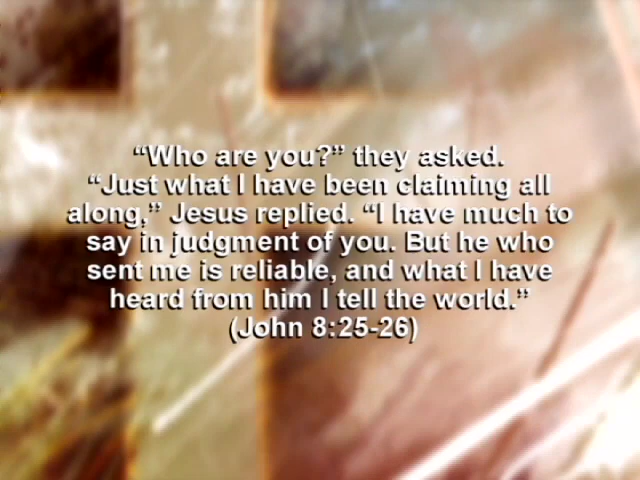 “Who are you?” they asked.
“Just what I have been claiming all
along,” Jesus replied. “I have much to
say in judgment of you. But he who
sent me is reliable, and what I have
heard from him I tell the world.”
(John 8:25-26)